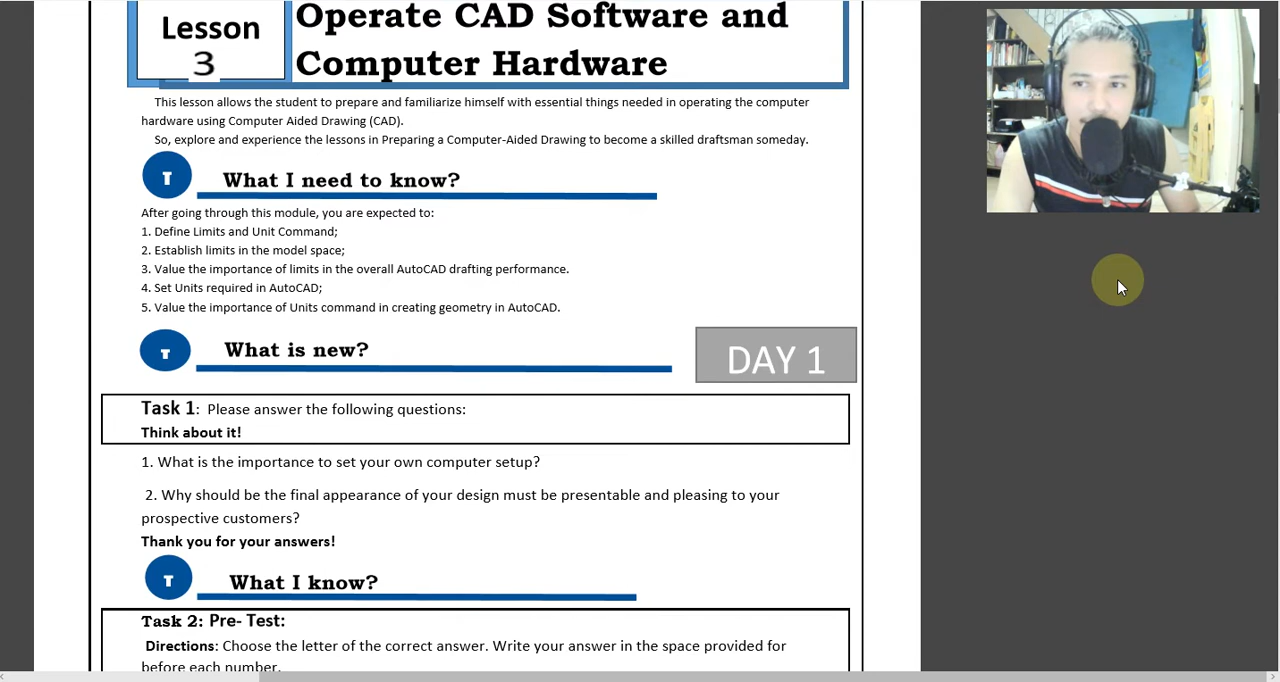 Lesson
3
Operate CAD Software and
Computer Hardware
This lesson allows the student to prepare and familiarize himself with essential things needed in operating the computer
hardware using Computer Aided Drawing (CAD).
So, explore and experience the lessons in Preparing a Computer-Aided Drawing to become a skilled draftsman someday.
T
What I need to know?
After going through this module, you are expected to:
1. Define Limits and Unit Command;
2. Establish limits in the model space;
3. Value the importance of limits in the overall AutoCAD drafting performance.
4. Set Units required in AutoCAD;
5. Value the importance of Units command in creating geometry in AutoCAD.
T
What is new?
DAY 1
Task 1: Please answer the following questions:
Think about it!
1. What is the importance to set your own computer setup?
2. Why should be the final appearance of your design must be presentable and pleasing to your
prospective customers?
Thank you for your answers!
T
What I know?
Task 2: Pre- Test:
Directions: Choose the letter of the correct answer. Write your answer in the space provided for
before each number.